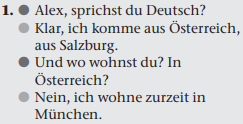 1. ● Alex, sprichst du Deutsch?
● Klar, ich komme aus Österreich,
aus Salzburg.
● Und wo wohnst du? In
Österreich?
● Nein, ich wohne zurzeit in
München.